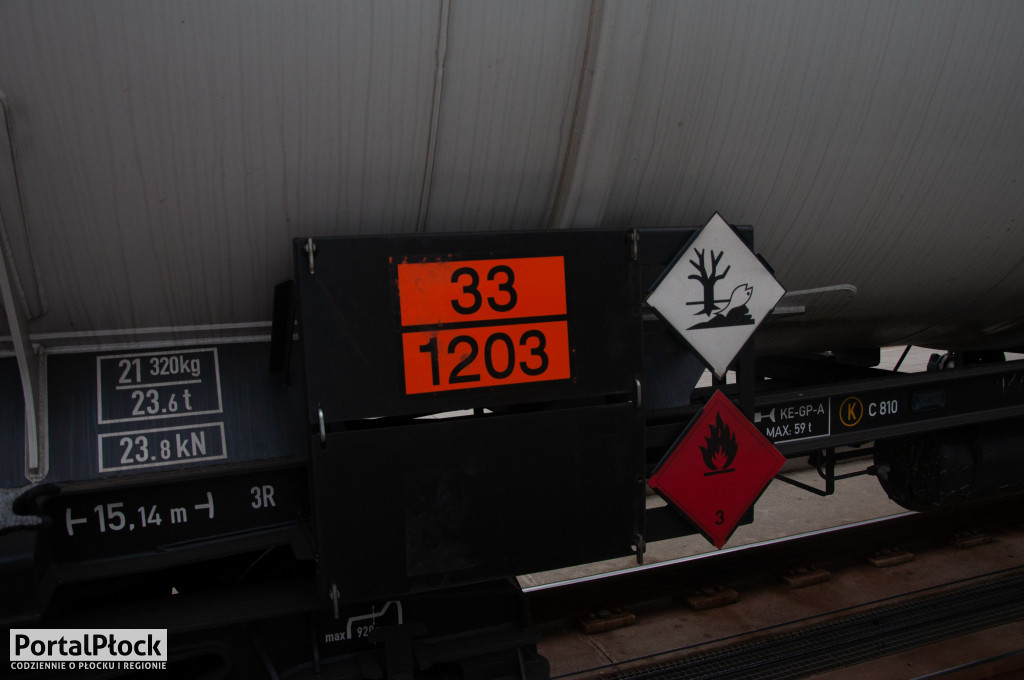 33
1203
21 320kg
23.6 t
23.8 kN
15,14 m
3R
KE-GP-A
MAX: 59 t
K
C 810
3
max
PortalPłock
CODZIENNIE O PŁOCKU I REGIONIE